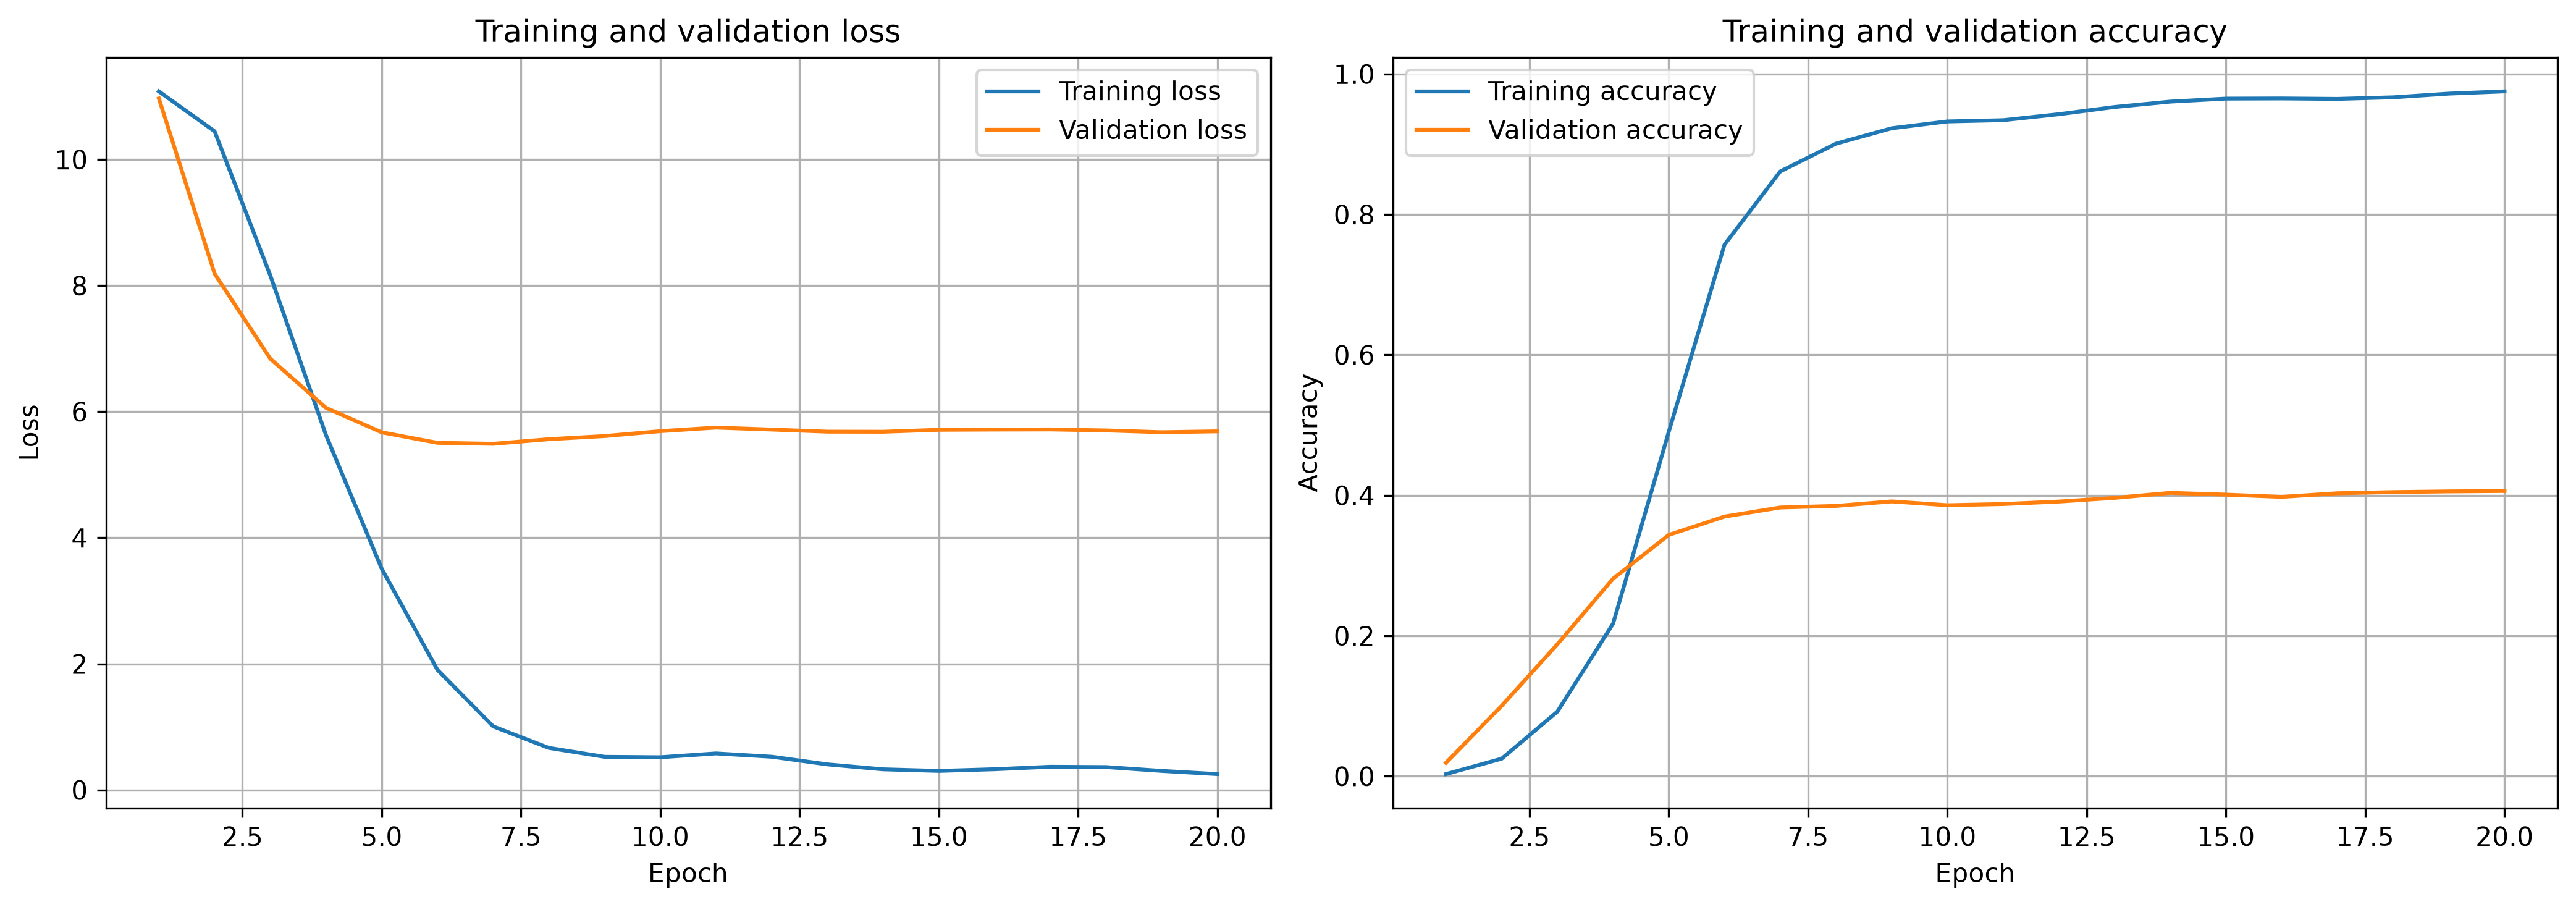 Training and validation loss
Training loss
Validation loss
10
8
6
4
2
0
Loss
2.5 5.0 7.5 10.0 12.5 15.0 17.5 20.0
Epoch
Training and validation accuracy
Training accuracy
Validation accuracy
1.0
0.8
0.6
0.4
0.2
0.0
Accuracy
2.5 5.0 7.5 10.0 12.5 15.0 17.5 20.0
Epoch